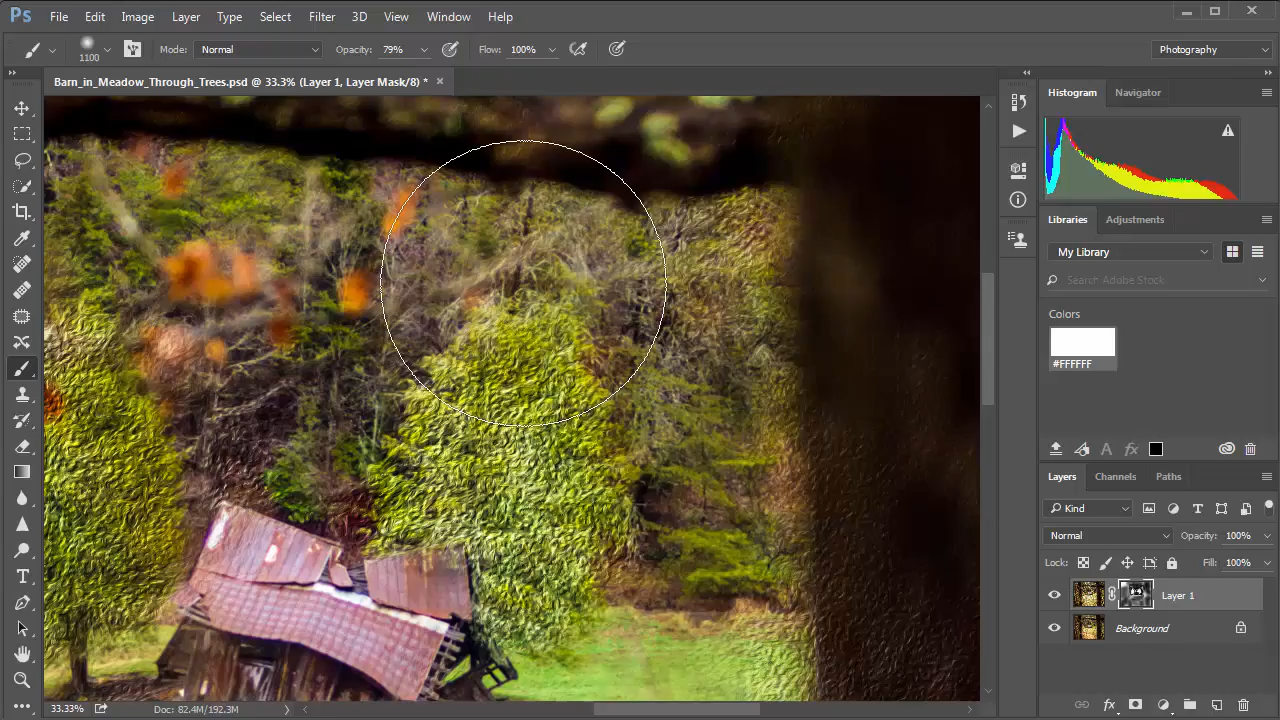 Ps File Edit Image Layer Type Select Filter 3D View Window Help
1100 Mode: Normal Opacity: 79% Flow: 100% Photography
Barn_in_Meadow_Through_Trees.psd @ 33.3% (Layer 1, Layer Mask/8) *
Histogram Navigator
Libraries Adjustments
My Library
Search Adobe Stock
Colors
#FFFFFF
Layers Channels Paths
Kind
Normal Opacity: 100%
Lock: Fill: 100%
Layer 1
Background
33.33% Doc: 82.4M/192.3M